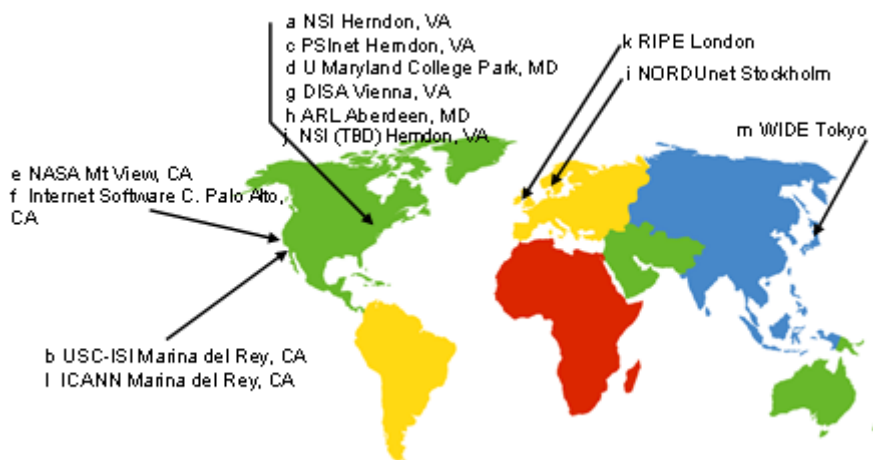 a NSI Herndon, VA
c PSInet Herndon, VA
d U Maryland College Park, MD
g DISA Vienna, VA
h ARL Aberdeen, MD
j NSI (TBD) Herndon, VA
k RIPE London
i NORDUnet Stockholm
m WIDE Tokyo
e NASA Mt View, CA
f Internet Software C. Palo Alto,
CA
b USC-ISI Marina del Rey, CA
l ICANN Marina del Rey, CA